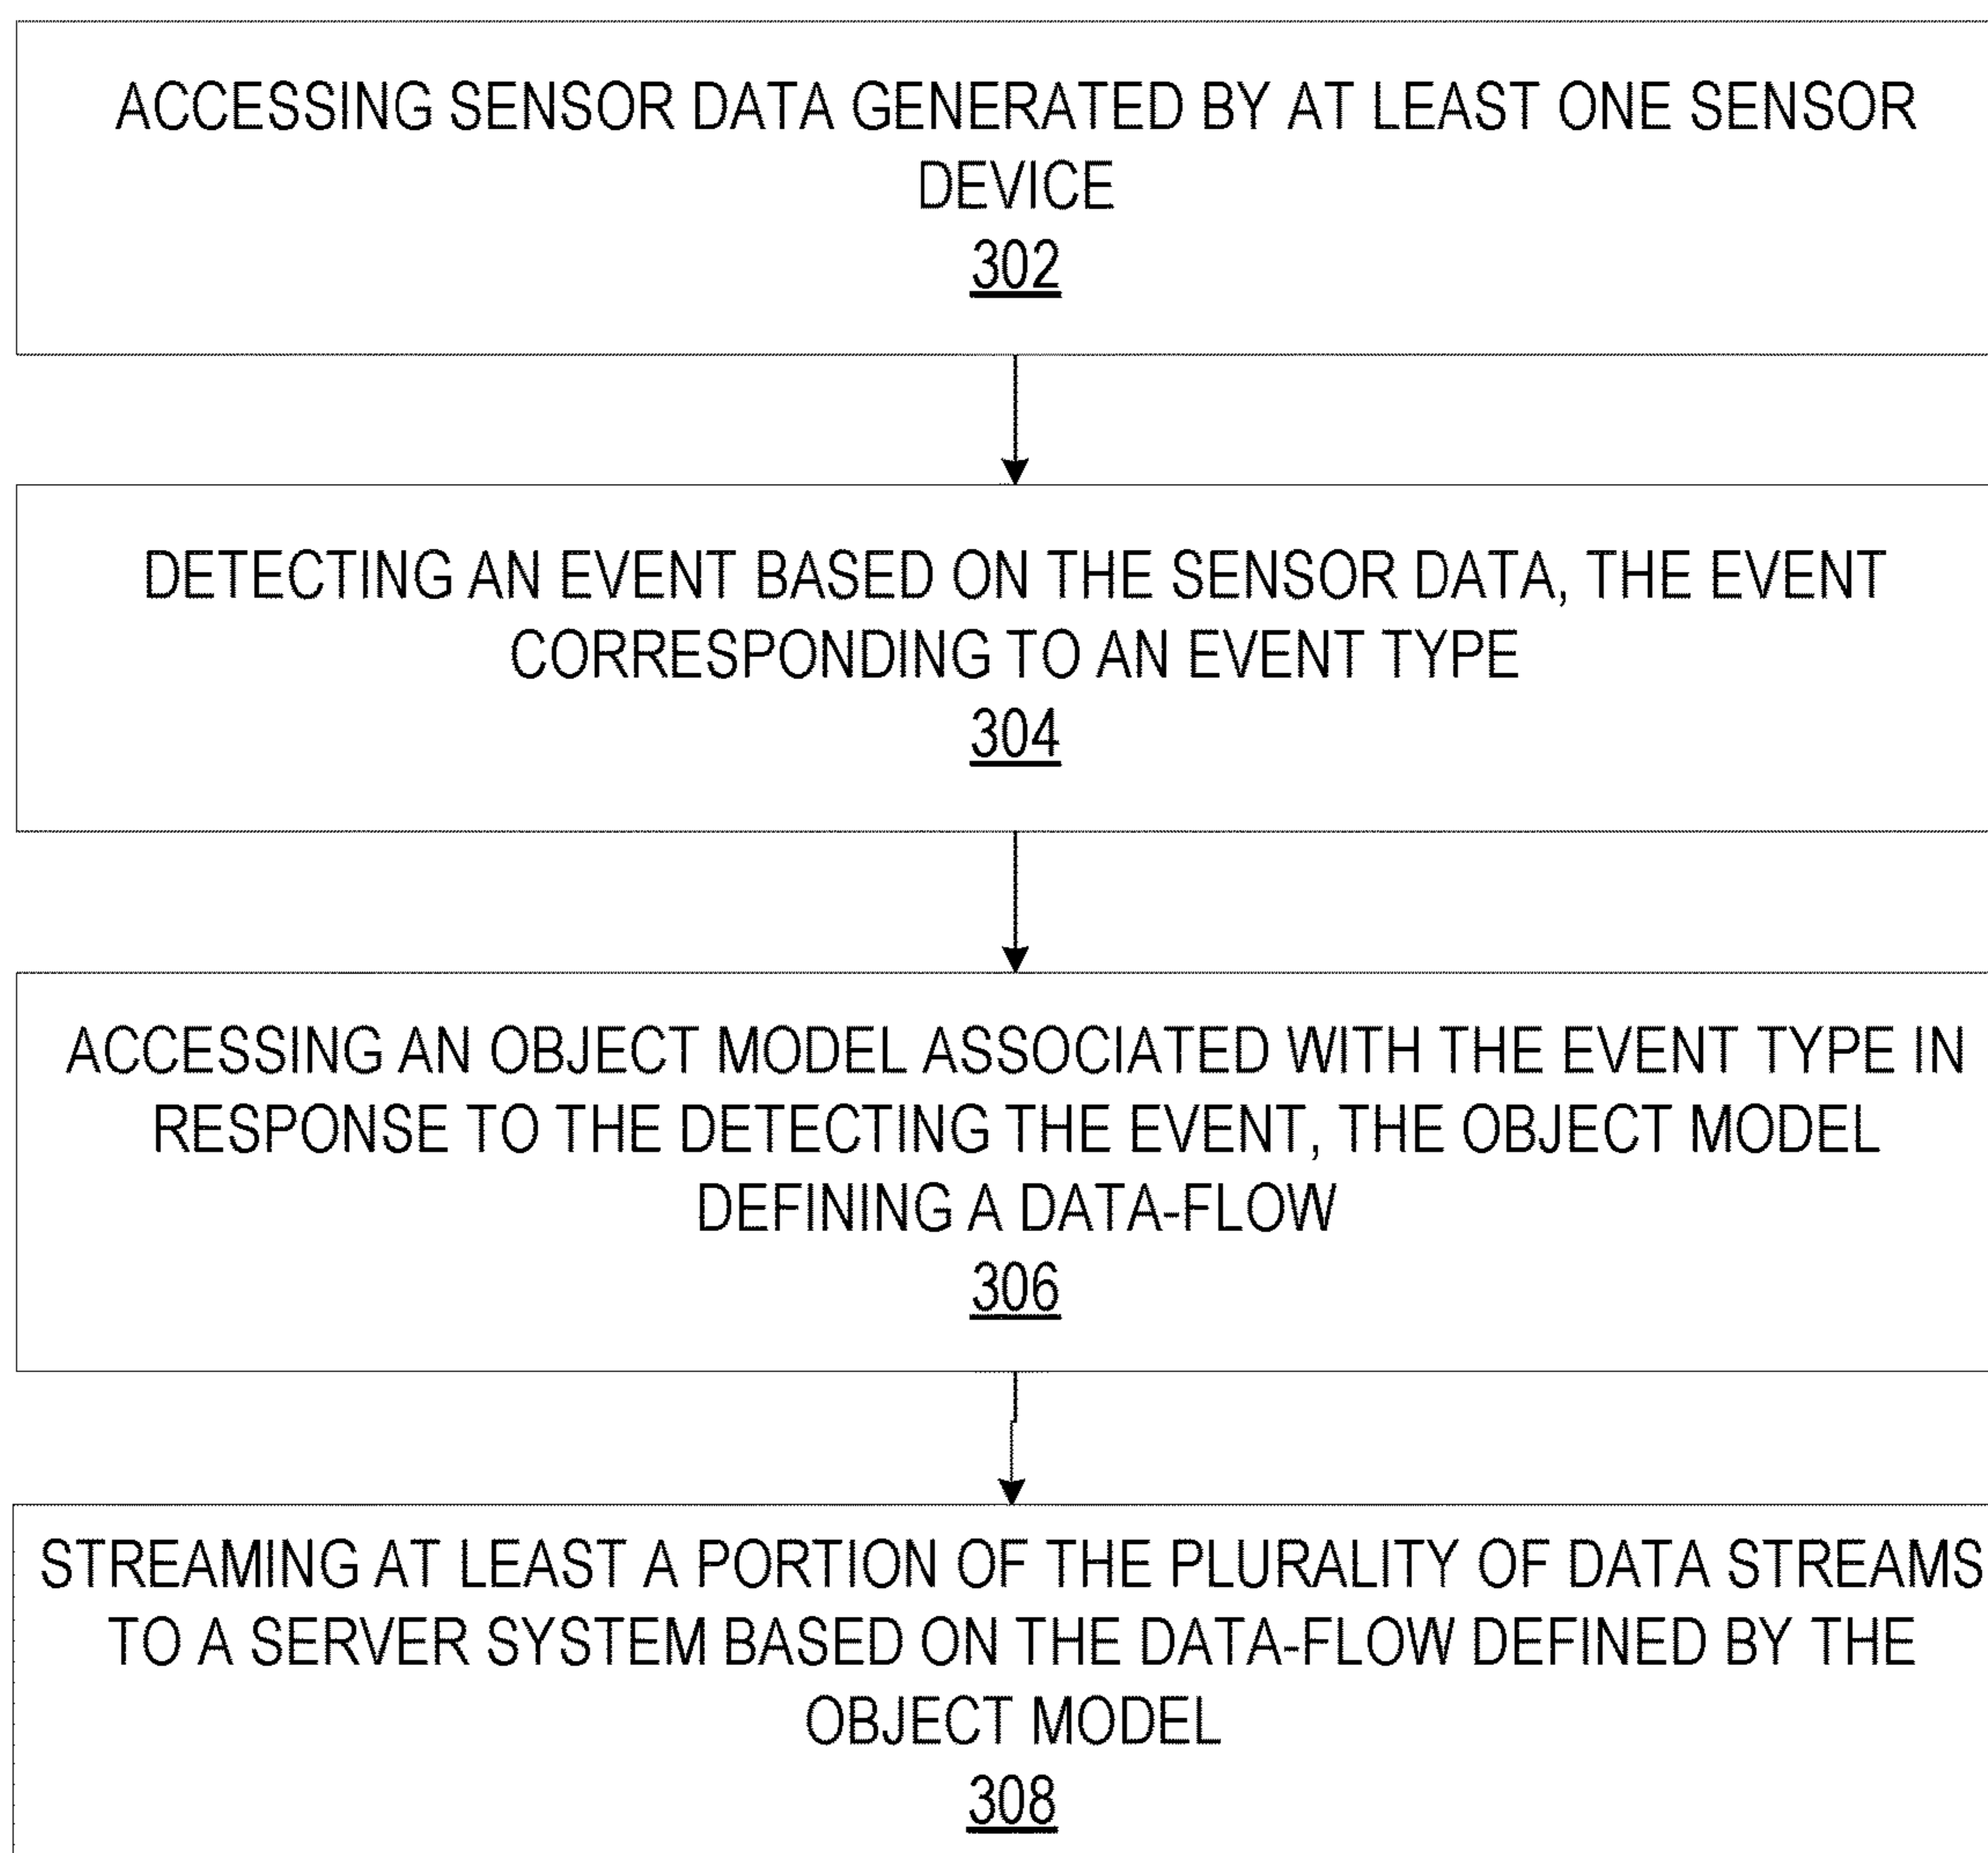 ACCESSING SENSOR DATA GENERATED BY AT LEAST ONE SENSOR
DEVICE
302
DETECTING AN EVENT BASED ON THE SENSOR DATA, THE EVENT
CORRESPONDING TO AN EVENT TYPE
304
ACCESSING AN OBJECT MODEL ASSOCIATED WITH THE EVENT TYPE IN
RESPONSE TO THE DETECTING THE EVENT, THE OBJECT MODEL
DEFINING A DATA-FLOW
306
STREAMING AT LEAST A PORTION OF THE PLURALITY OF DATA STREAMS
TO A SERVER SYSTEM BASED ON THE DATA-FLOW DEFINED BY THE
OBJECT MODEL
308